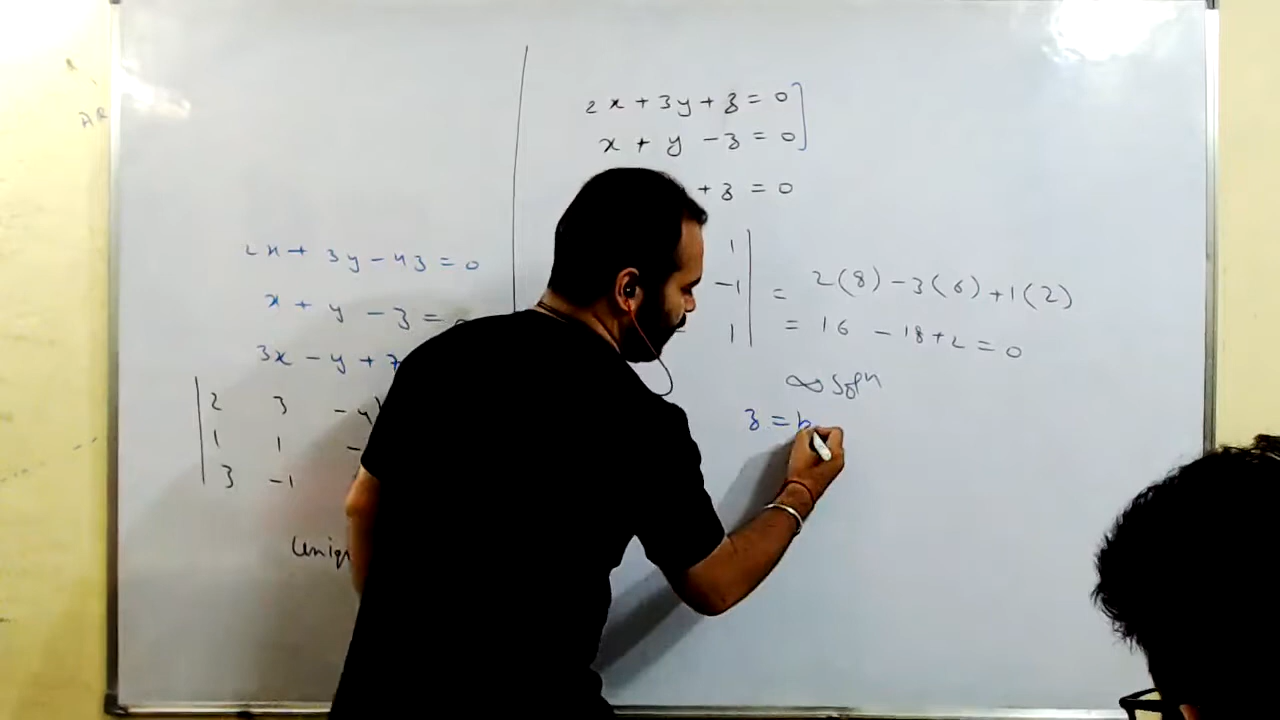 AR
2x + 3y - 4z = 0
x + y - z =
3x - y + 7
2 3 -4
1 1 -
3 -1
Uniq
2x + 3y + z = 0
x + y - z = 0
+ z = 0
1
-1 = 2(8) - 3(6) + 1(2)
1 = 16 - 18 + 2 = 0
∞ Soln
z = k